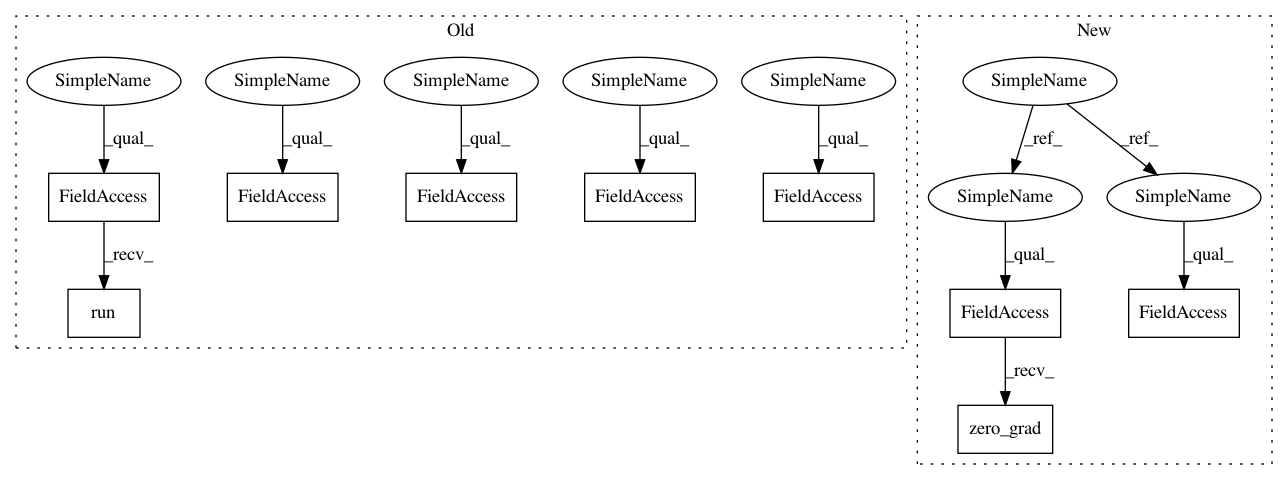 Old
New
SimpleName SimpleName SimpleName SimpleName SimpleName SimpleName
_qual_ _qual_ _qual_ _qual_ _qual_ _ref_ _ref_
FieldAccess FieldAccess FieldAccess FieldAccess FieldAccess SimpleName SimpleName
_recv_ _qual_ _qual_
run FieldAccess FieldAccess
_recv_
zero_grad